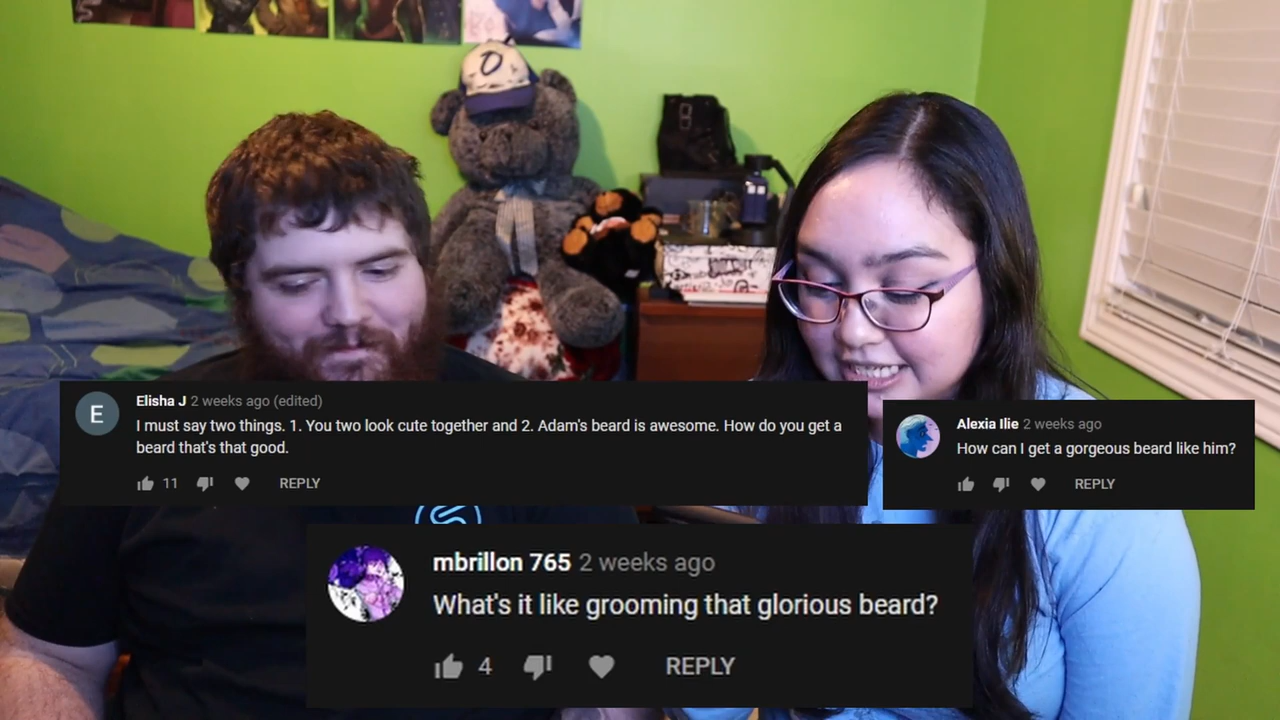 D
E
Elisha J 2 weeks ago (edited)
I must say two things. 1. You two look cute together and 2. Adam's beard is awesome. How do you get a
beard that's that good.
11 REPLY
Alexia Ilie 2 weeks ago
How can I get a gorgeous beard like him?
REPLY
mbrillon 765 2 weeks ago
What's it like grooming that glorious beard?
4 REPLY